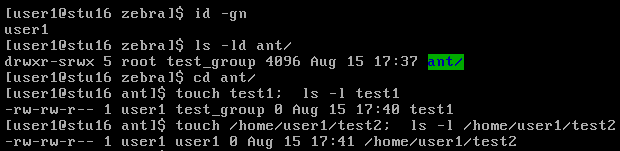 [user1@stu16 zebra]$ id -gn
user1
[user1@stu16 zebra]$ ls -ld ant/
drwxr-srwx 5 root test_group 4096 Aug 15 17:37 ant/
[user1@stu16 zebra]$ cd ant/
[user1@stu16 ant]$ touch test1;  ls -l test1
-rw-rw-r-- 1 user1 test_group 0 Aug 15 17:40 test1
[user1@stu16 ant]$ touch /home/user1/test2;  ls -l /home/user1/test2
-rw-rw-r-- 1 user1 user1 0 Aug 15 17:41 /home/user1/test2